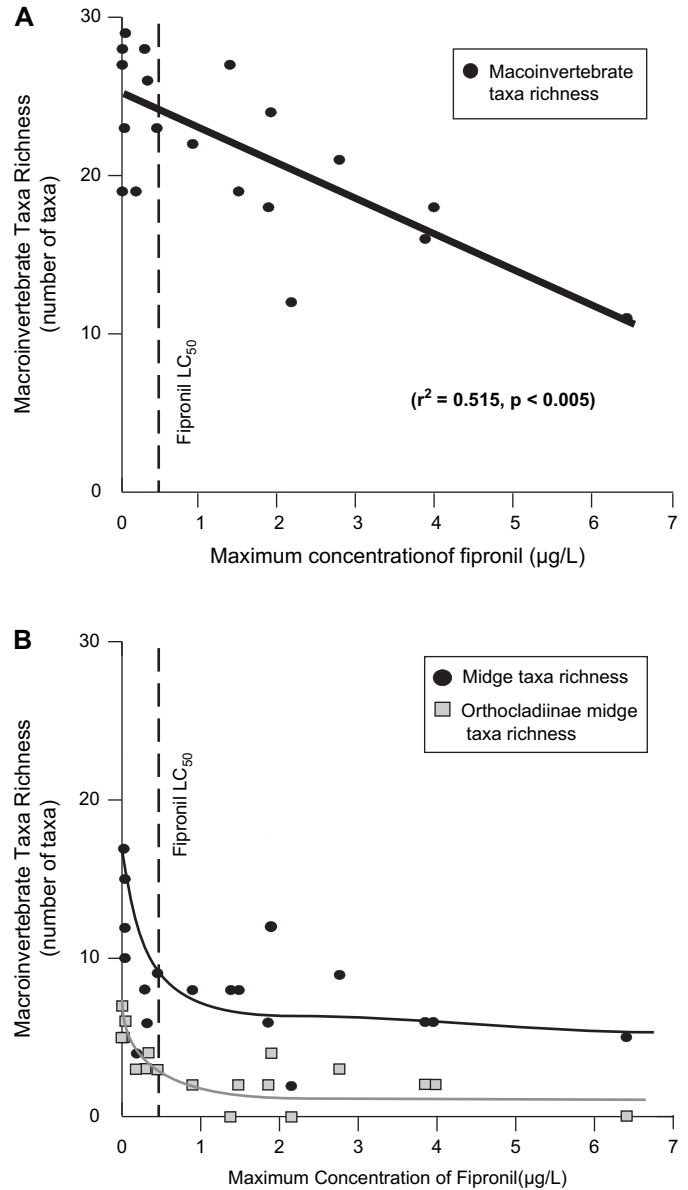 A
30
20
10
0
Macroinvertebrate Taxa Richness
(number of taxa)
Macoinvertebrate
taxa richness
Fipronil LC50
(r2 = 0.515, p < 0.005)
0 1 2 3 4 5 6 7
Maximum concentrationof fipronil (µg/L)
B
30
20
10
0
Macroinvertebrate Taxa Richness
(number of taxa)
Midge taxa richness
Orthocladiinae midge
taxa richness
Fipronil LC50
0 1 2 3 4 5 6 7
Maximum Concentration of Fipronil(µg/L)